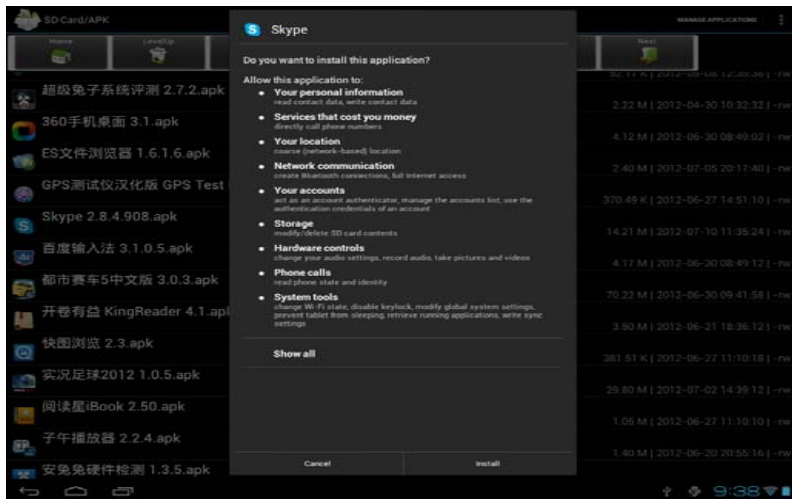 SD Card/APK
MANAGE APPLICATIONS
Home
LevelUp
Next
超级兔子系统评测 2.7.2.apk
2.22 M | 2012-04-30 10:32:32 | -rw
360手机桌面 3.1.apk
4.12 M | 2012-06-30 08:49:02 | -rw
ES文件浏览器 1.6.1.6.apk
2.40 M | 2012-07-05 20:17:40 | -rw
GPS测试仪汉化版 GPS Test
370.49 K | 2012-06-27 14:51:10 | -rw
Skype 2.8.4.908.apk
14.21 M | 2012-07-10 11:35:24 | -rw
百度输入法 3.1.0.5.apk
4.17 M | 2012-06-30 08:49:12 | -rw
都市赛车5中文版 3.0.3.apk
70.22 M | 2012-06-30 09:41:58 | -rw
开卷有益 KingReader 4.1.apl
3.50 M | 2012-06-21 18:36:12 | -rw
快图浏览 2.3.apk
381.51 K | 2012-06-27 11:10:18 | -rw
实况足球2012 1.0.5.apk
29.80 M | 2012-07-02 14:39:12 | -rw
阅读星iBook 2.50.apk
1.05 M | 2012-06-27 11:10:10 | -rw
子午播放器 2.2.4.apk
1.40 M | 2012-06-20 20:55:16 | -rw
安兔兔硬件检测 1.3.5.apk
Skype
Do you want to install this application?
Allow this application to:
Your personal information
read contact data, write contact data
Services that cost you money
directly call phone numbers
Your location
coarse (network-based) location
Network communication
create Bluetooth connections, full Internet access
Your accounts
act as an account authenticator, manage the accounts list, use the
authentication credentials of an account
Storage
modify/delete SD card contents
Hardware controls
change your audio settings, record audio, take pictures and videos
Phone calls
read phone state and identity
System tools
change Wi-Fi state, disable keylock, modify global system settings,
prevent tablet from sleeping, retrieve running applications, write sync
settings
Show all
Cancel
Install
9:38